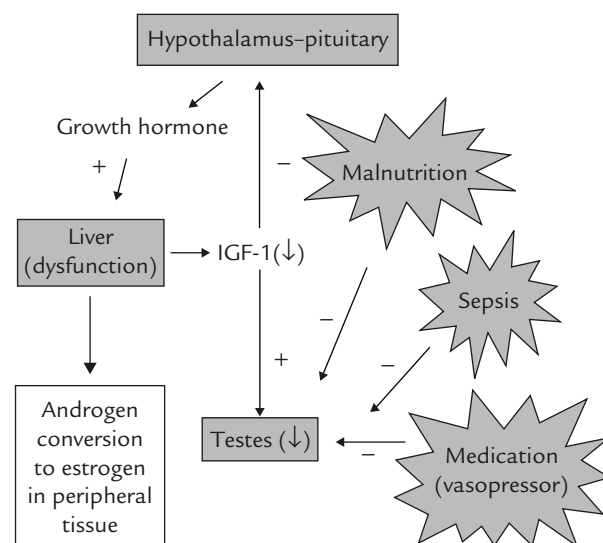 Hypothalamus–pituitary
Growth hormone
+
–
Malnutrition
Liver
(dysfunction)
IGF-1(↓)
Sepsis
–
+
–
Androgen
conversion
to estrogen
in peripheral
tissue
Testes (↓)
–
Medication
(vasopressor)